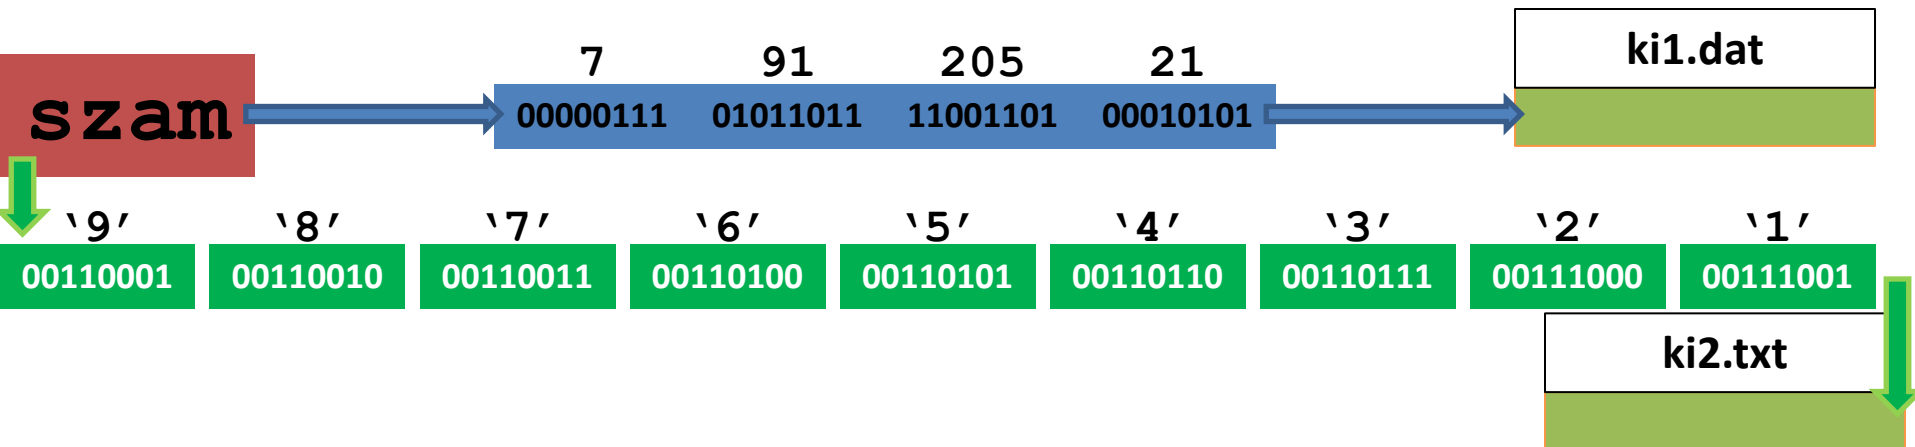 ki1.dat
7 91 205 21
szam 00000111 01011011 11001101 00010101
‘9’ ‘8’ ‘7’ ‘6’ ‘5’ ‘4’ ‘3’ ‘2’ ‘1’
00110001 00110010 00110011 00110100 00110101 00110110 00110111 00111000 00111001
ki2.txt